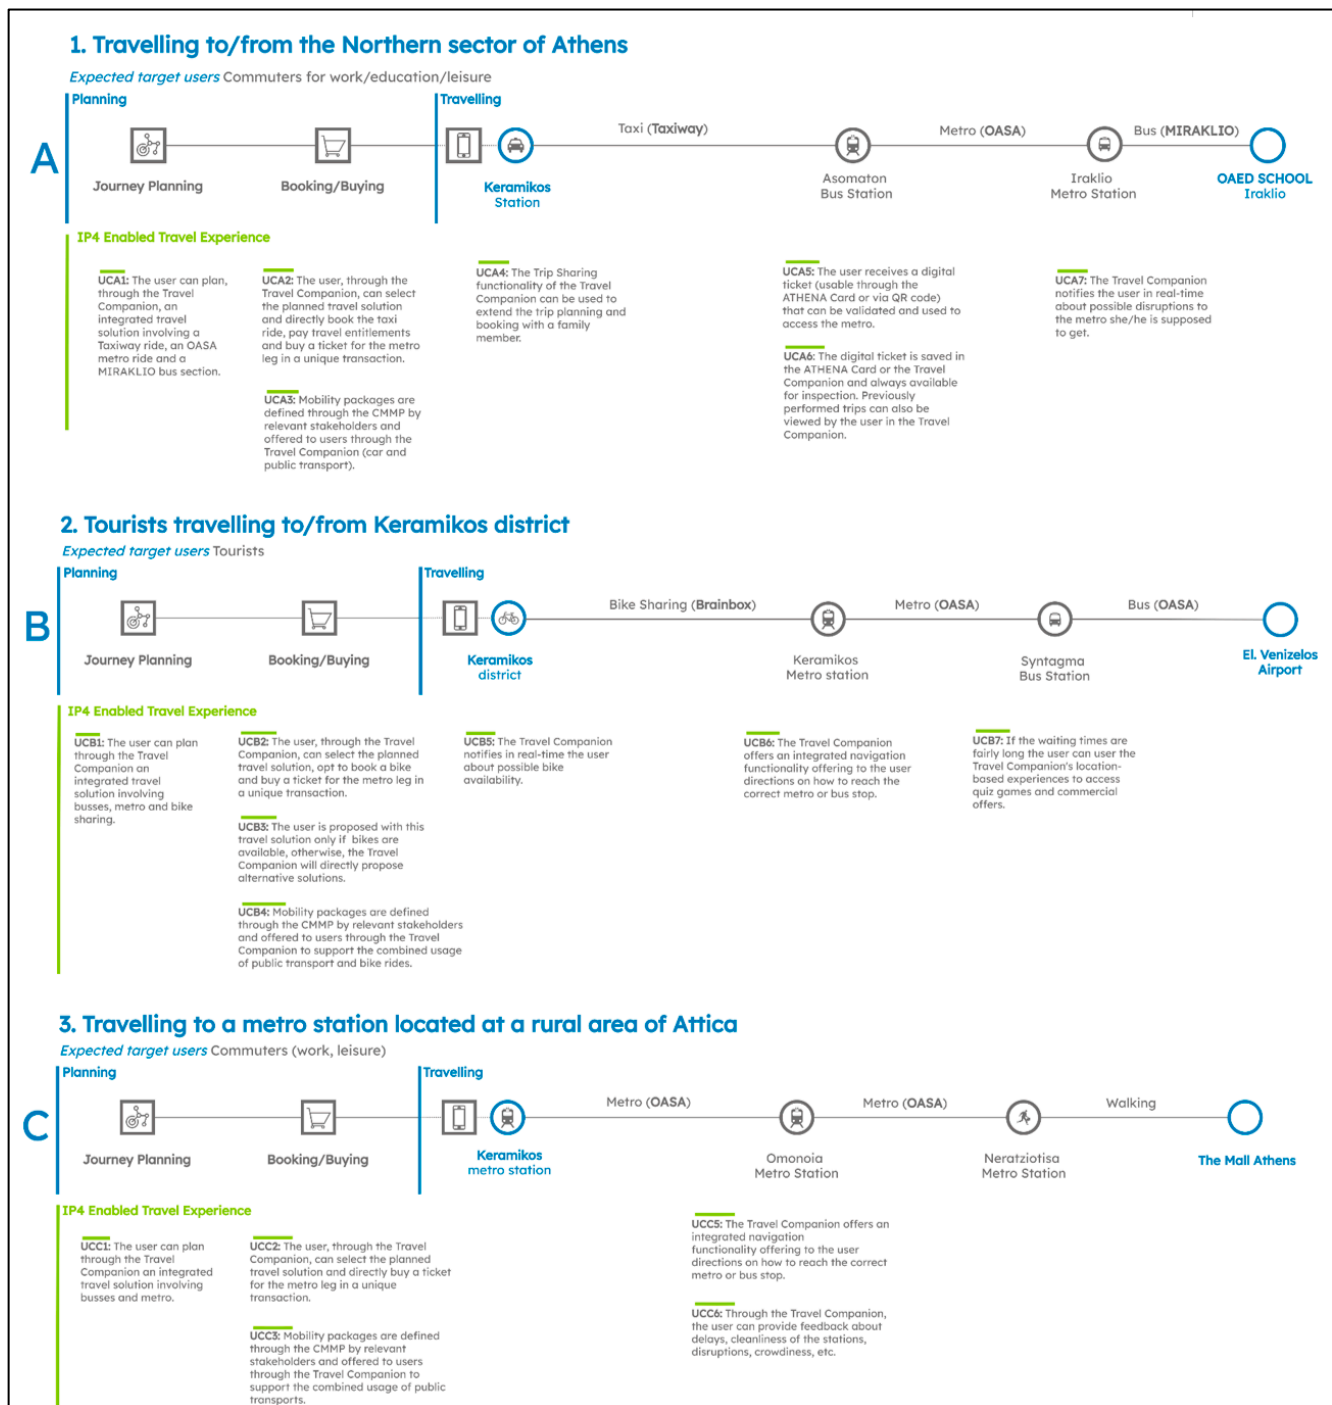 1. Travelling to/from the Northern sector of Athens
Expected target users Commuters for work/education/leisure
Planning
Travelling
A
Journey Planning
Booking/Buying
Keramikos
Station
Taxi (Taxiway)
Asomaton
Bus Station
Metro (OASA)
Iraklio
Metro Station
Bus (MIRAKLIO)
OAED SCHOOL
Iraklio
IP4 Enabled Travel Experience
UCA1: The user can plan,
through the Travel
Companion, an
integrated travel
solution involving a
Taxiway ride, an OASA
metro ride and a
MIRAKLIO bus section.
UCA2: The user, through the
Travel Companion, can select
the planned travel solution
and directly book the taxi
ride, pay travel entitlements
and buy a ticket for the metro
leg in a unique transaction.
UCA3: Mobility packages are
defined through the CMMP by
relevant stakeholders and
offered to users through the
Travel Companion (car and
public transport).
UCA4: The Trip Sharing
functionality of the Travel
Companion can be used to
extend the trip planning and
booking with a family
member.
UCA5: The user receives a digital
ticket (usable through the
ATHENA Card or via QR code)
that can be validated and used to
access the metro.
UCA6: The digital ticket is saved in
the ATHENA Card or the Travel
Companion and always available
for inspection. Previously
performed trips can also be
viewed by the user in the Travel
Companion.
UCA7: The Travel Companion
notifies the user in real-time
about possible disruptions to
the metro she/he is supposed
to get.
2. Tourists travelling to/from Keramikos district
Expected target users Tourists
Planning
Travelling
B
Journey Planning
Booking/Buying
Keramikos
district
Bike Sharing (Brainbox)
Keramikos
Metro station
Metro (OASA)
Syntagma
Bus Station
Bus (OASA)
El. Venizelos
Airport
IP4 Enabled Travel Experience
UCB1: The user can plan
through the Travel
Companion an
integrated travel
solution involving
busses, metro and bike
sharing.
UCB2: The user, through the Travel
Companion, can select the planned
travel solution, opt to book a bike
and buy a ticket for the metro leg in
a unique transaction.
UCB3: The user is proposed with this
travel solution only if bikes are
available, otherwise, the Travel
Companion will directly propose
alternative solutions.
UCB4: Mobility packages are defined
through the CMMP by relevant stakeholders
and offered to users through the Travel
Companion to support the combined usage
of public transport and bike rides.
UCB5: The Travel Companion
notifies in real-time the user
about possible bike
availability.
UCB6: The Travel Companion
offers an integrated navigation
functionality offering to the user
directions on how to reach the
correct metro or bus stop.
UCB7: If the waiting times are
fairly long the user can user the
Travel Companion's location-
based experiences to access
quiz games and commercial
offers.
3. Travelling to a metro station located at a rural area of Attica
Expected target users Commuters (work, leisure)
Planning
Travelling
C
Journey Planning
Booking/Buying
Keramikos
metro station
Metro (OASA)
Omonoia
Metro Station
Metro (OASA)
Neratziotisa
Metro Station
Walking
The Mall Athens
IP4 Enabled Travel Experience
UCC1: The user can plan
through the Travel
Companion an integrated
travel solution involving
busses and metro.
UCC2: The user, through the Travel
Companion, can select the planned
travel solution and directly buy a ticket
for the metro leg in a unique
transaction.
UCC3: Mobility packages are defined
through the CMMP by relevant
stakeholders and offered to users
through the Travel Companion to
support the combined usage of public
transports.
UCC5: The Travel Companion offers an
integrated navigation
functionality offering to the user
directions on how to reach the correct
metro or bus stop.
UCC6: Through the Travel Companion,
the user can provide feedback about
delays, cleanliness of the stations,
disruptions, crowdiness, etc.